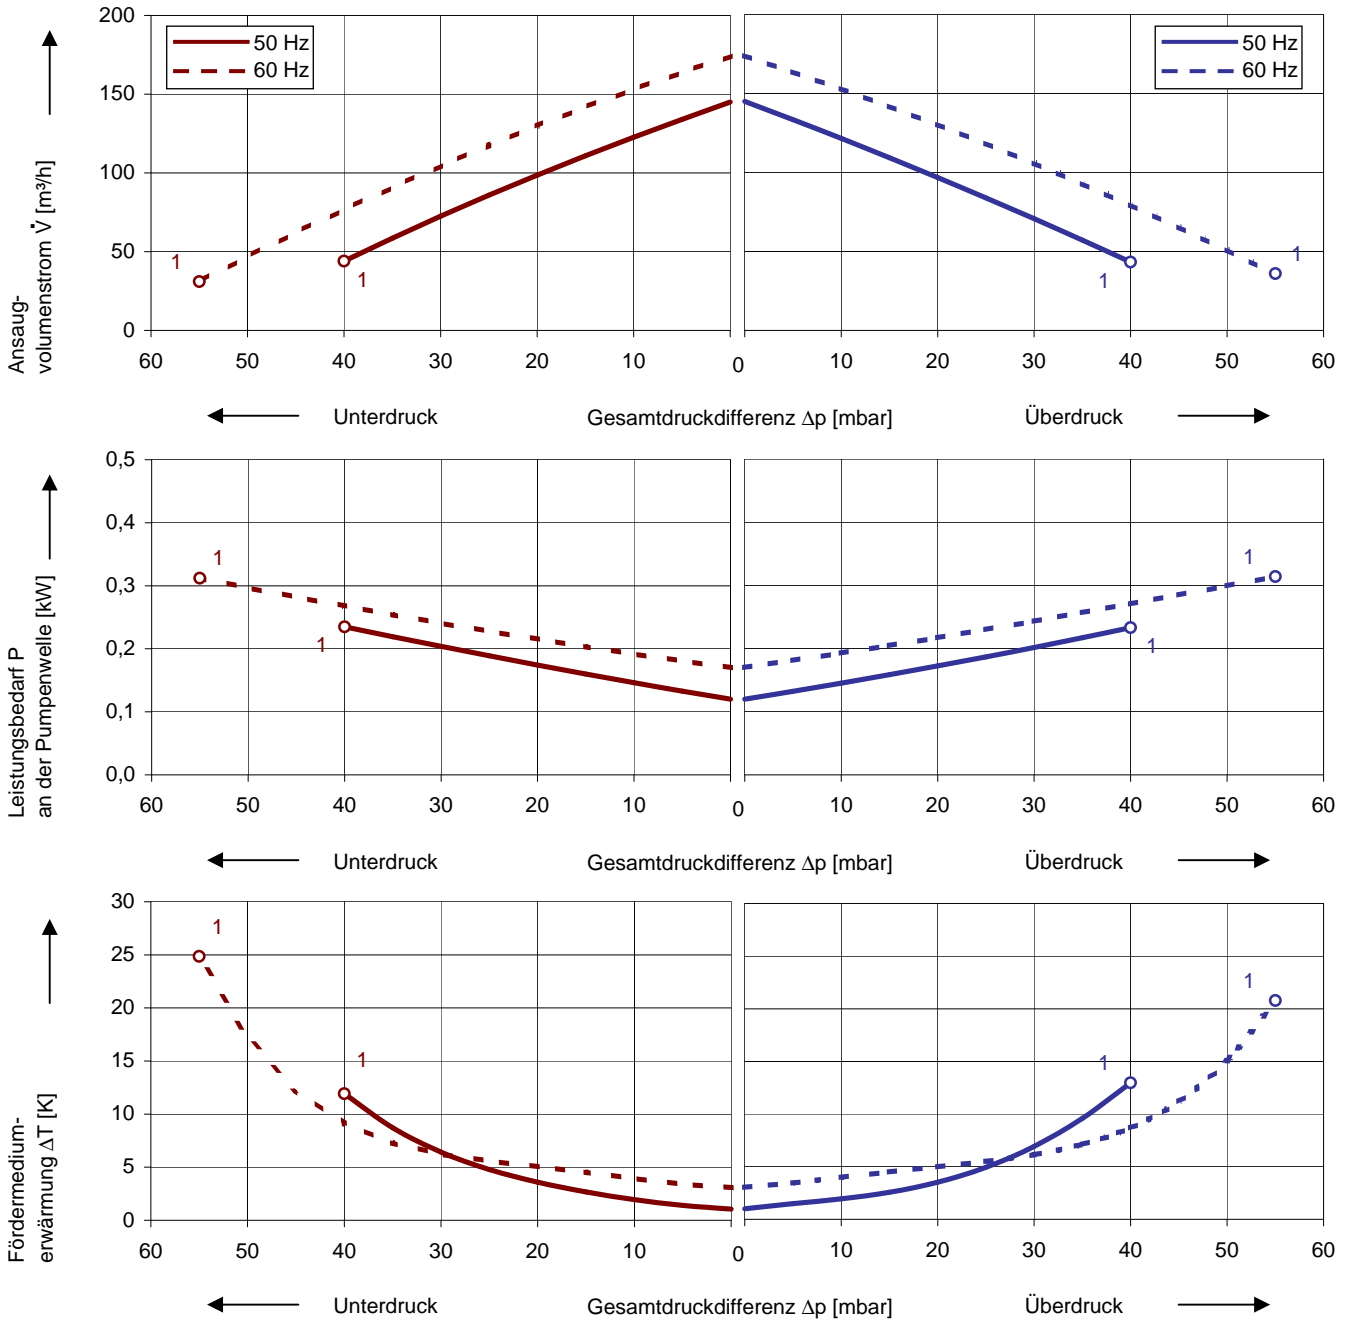 200
150
100
50
0
Ansaug-
volumenstrom V̇ [m³/h]
50 Hz
60 Hz
50 Hz
60 Hz
1
1
1
1
60 50 40 30 20 10 0 10 20 30 40 50 60
Unterdruck Gesamtdruckdifferenz Δp [mbar] Überdruck
0,5
0,4
0,3
0,2
0,1
0,0
Leistungsbedarf P
an der Pumpenwelle [kW]
1
1
1
1
60 50 40 30 20 10 0 10 20 30 40 50 60
Unterdruck Gesamtdruckdifferenz Δp [mbar] Überdruck
30
25
20
15
10
5
0
Fördermedium-
erwärmung ΔT [K]
1
1
1
1
60 50 40 30 20 10 0 10 20 30 40 50 60
Unterdruck Gesamtdruckdifferenz Δp [mbar] Überdruck